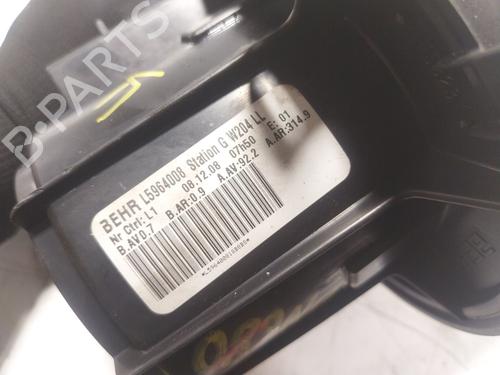 B-PARTS
BEHR L5964008 Station G W204 LL
Nr Ctrl: L1 08.12.08 07h50 E: 01
B.AV:0.7 B.AR:0.9 A.AV:92.2 A.AR:314.9